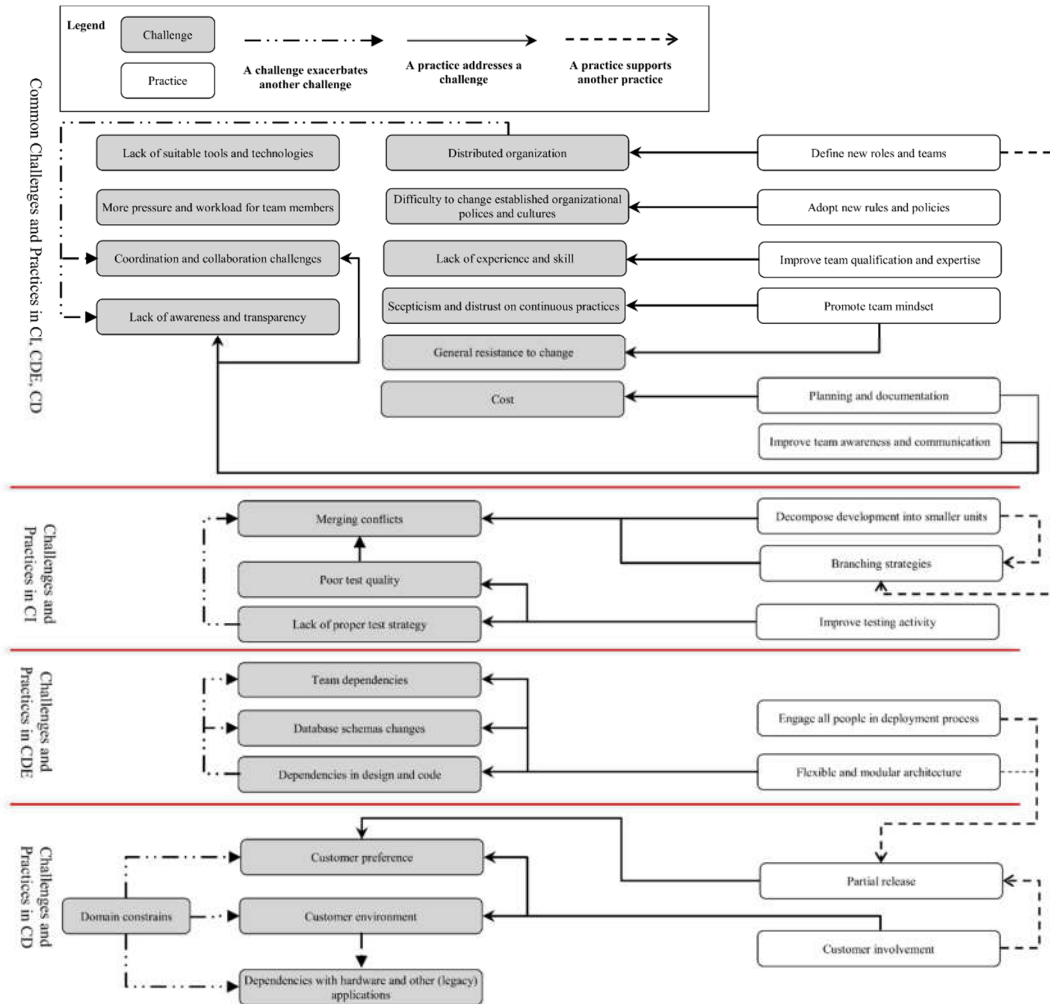 Legend
Challenge
Practice
A challenge exacerbates
another challenge
A practice addresses a
challenge
A practice supports
another practice
Common Challenges and Practices in CI, CDE, CD
Lack of suitable tools and technologies
Distributed organization
Define new roles and teams
More pressure and workload for team members
Difficulty to change established organizational
polices and cultures
Adopt new rules and policies
Coordination and collaboration challenges
Lack of experience and skill
Improve team qualification and expertise
Lack of awareness and transparency
Scepticism and distrust on continuous practices
Promote team mindset
General resistance to change
Cost
Planning and documentation
Improve team awareness and communication
Challenges and
Practices in CI
Merging conflicts
Decompose development into smaller units
Branching strategies
Poor test quality
Lack of proper test strategy
Improve testing activity
Challenges and
Practices in CDE
Team dependencies
Database schemas changes
Engage all people in deployment process
Dependencies in design and code
Flexible and modular architecture
Challenges and
Practices in CD
Customer preference
Partial release
Domain constrains
Customer environment
Customer involvement
Dependencies with hardware and other (legacy)
applications